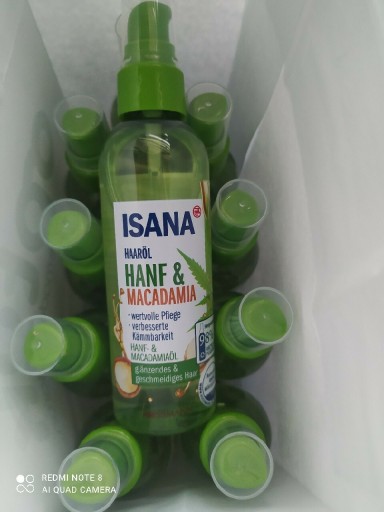 ISANA
HAARÖL
HANF &
MACADAMIA
· wertvolle Pflege
· verbesserte
Kämmbarkeit
HANF- &
MACADAMIAÖL
glänzendes &
geschmeidiges Haar
REDMI NOTE 8
AI QUAD CAMERA